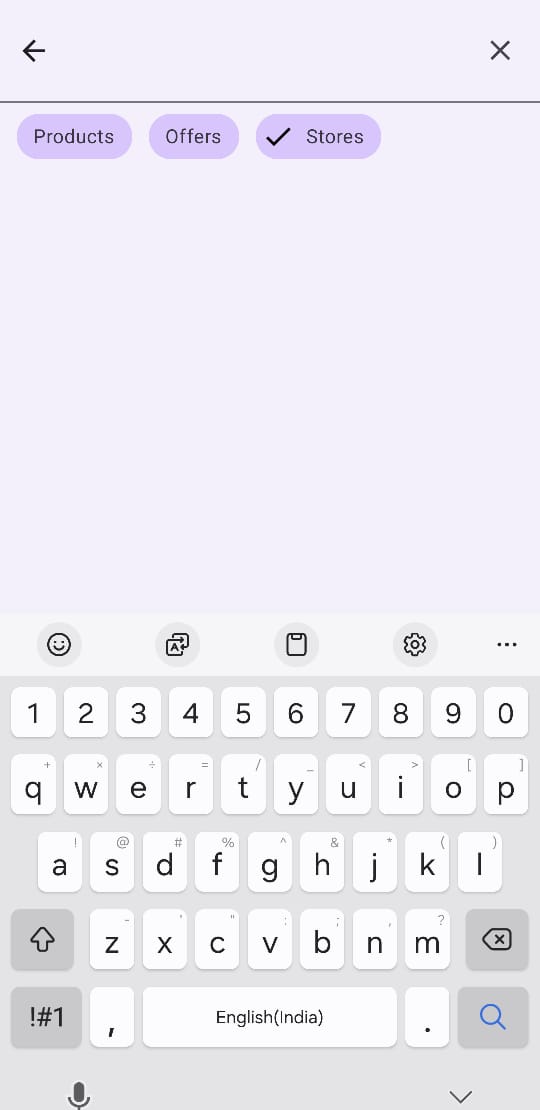 Products Offers Stores
1 2 3 4 5 6 7 8 9 0
+ × ÷ = / _ < > [ ]
q w e r t y u i o p
! @ # % ^ & * ( )
a s d f g h j k l
- ' " : ; , ?
z x c v b n m
!#1 , English(India) .